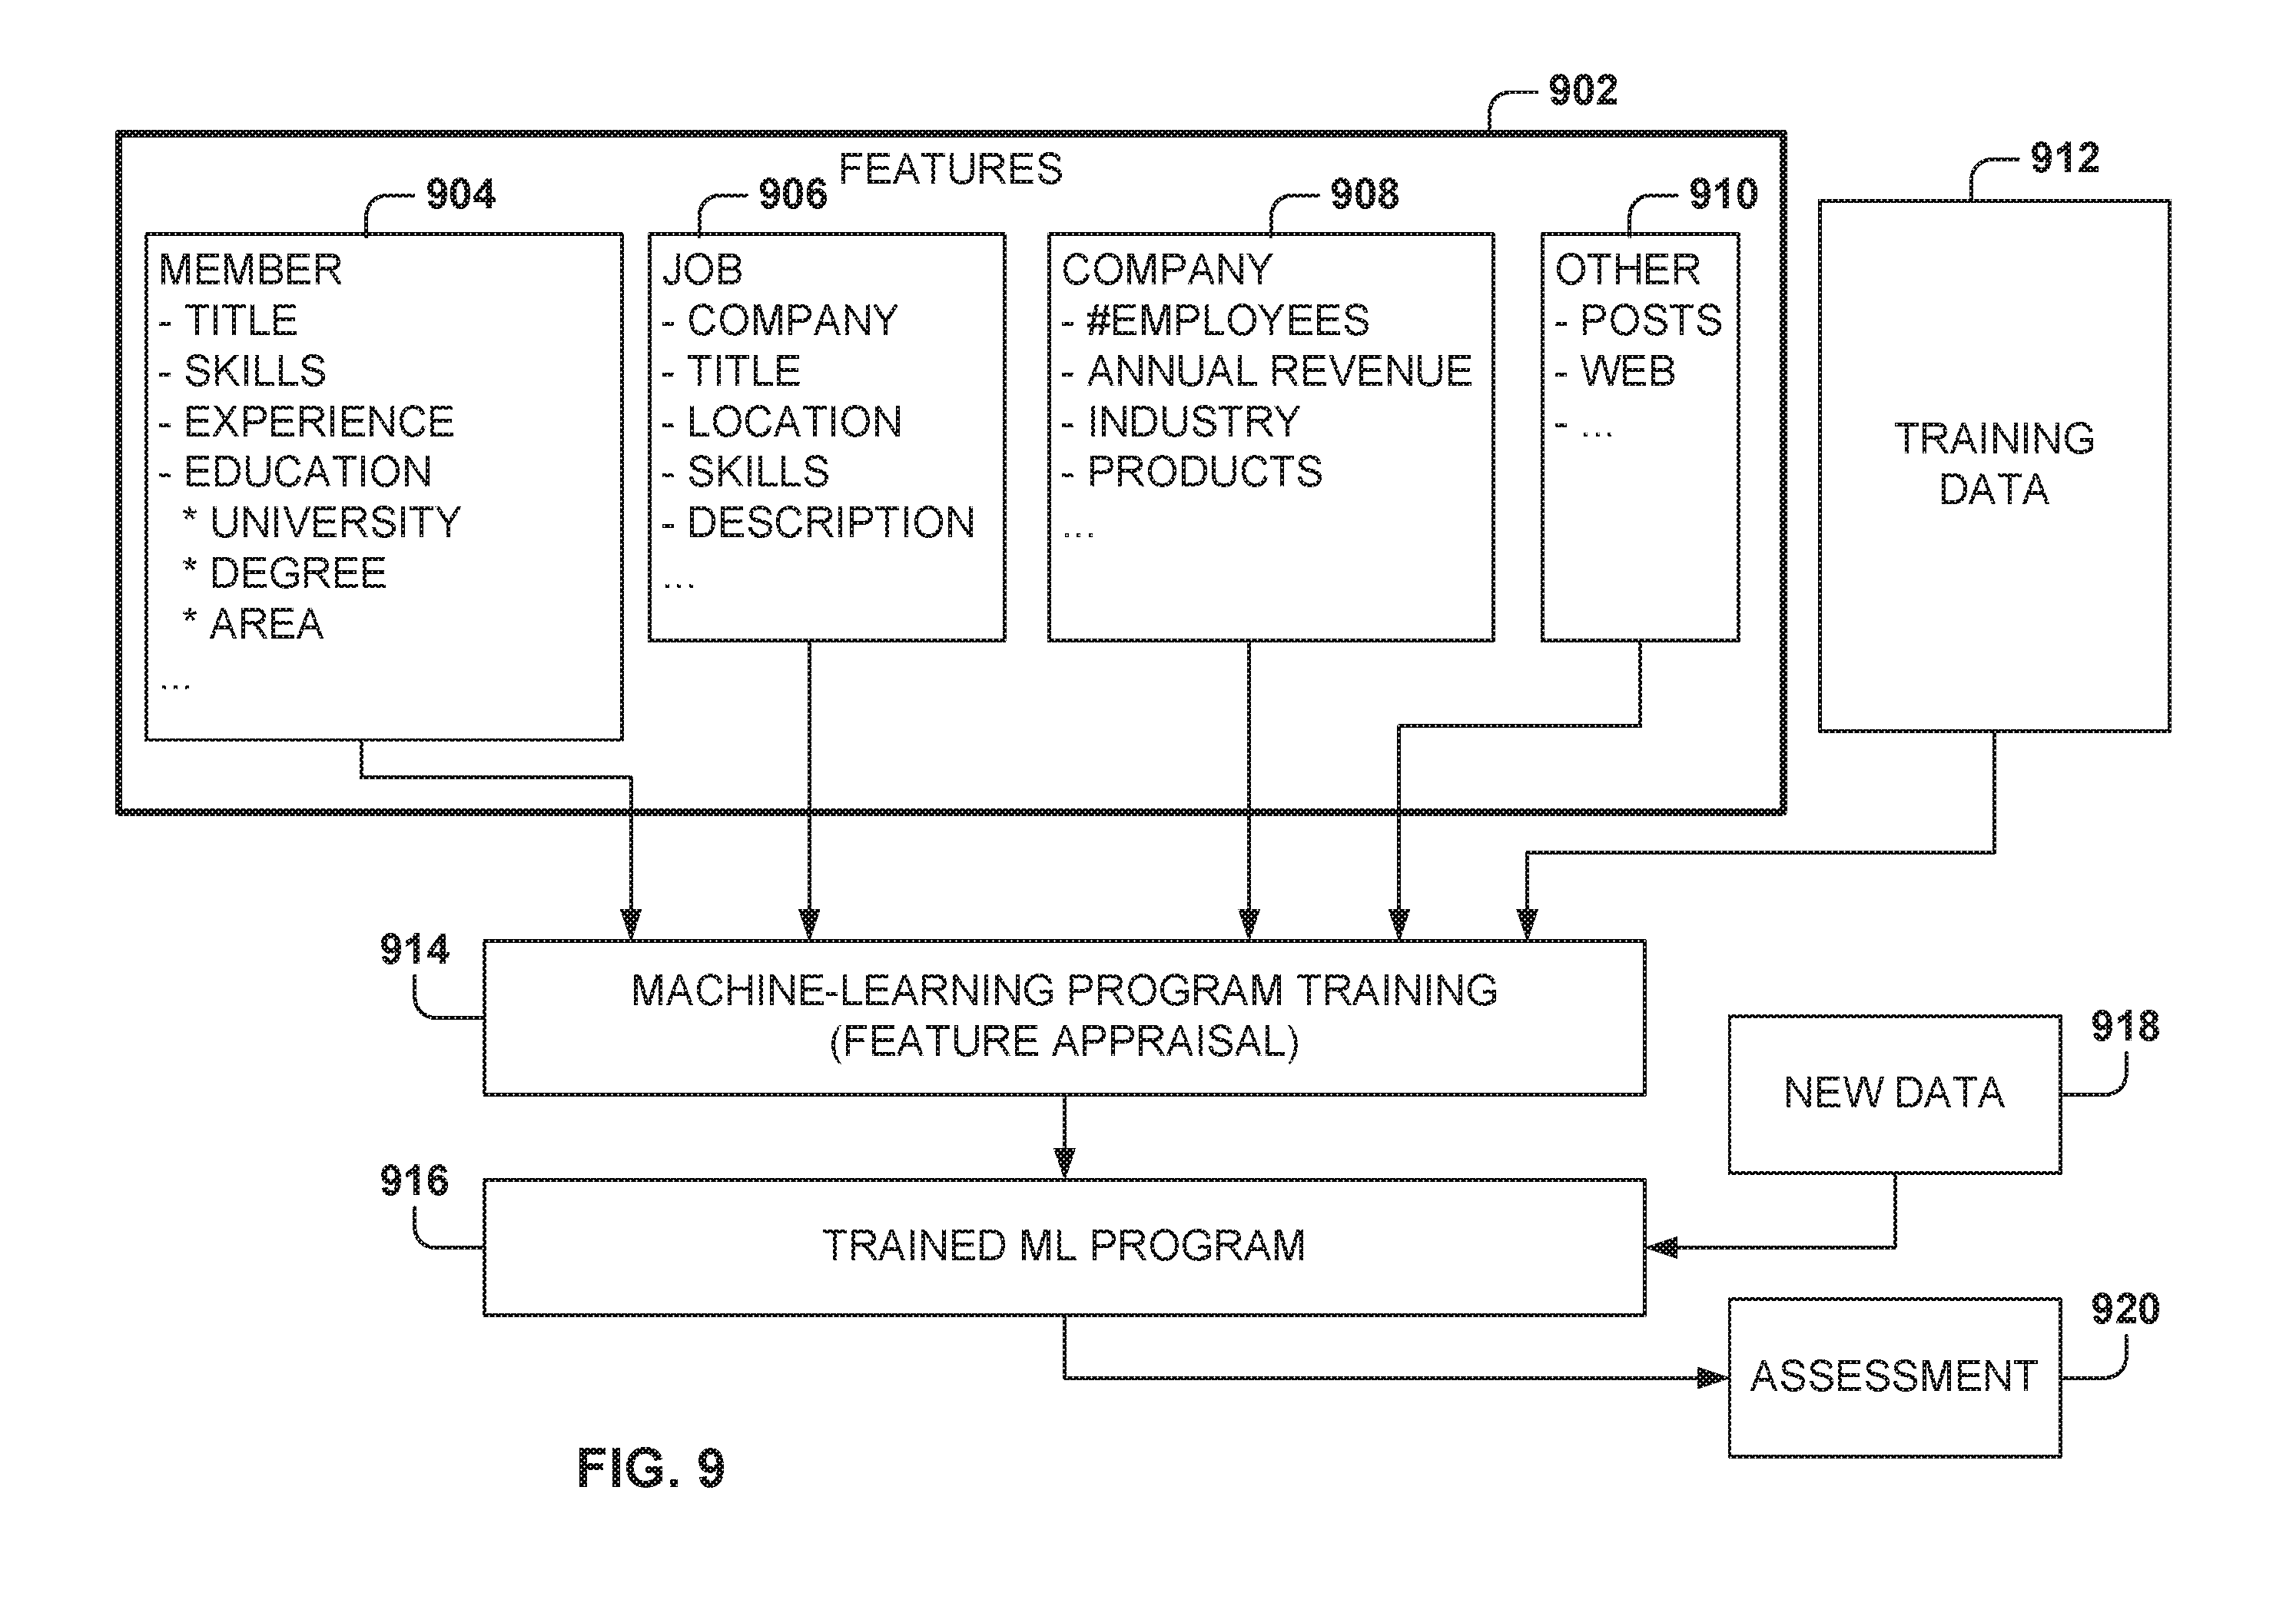 902
FEATURES
904
MEMBER
- TITLE
- SKILLS
- EXPERIENCE
- EDUCATION
* UNIVERSITY
* DEGREE
* AREA
...
906
JOB
- COMPANY
- TITLE
- LOCATION
- SKILLS
- DESCRIPTION
...
908
COMPANY
- #EMPLOYEES
- ANNUAL REVENUE
- INDUSTRY
- PRODUCTS
...
910
OTHER
- POSTS
- WEB
- ...
912
TRAINING
DATA
914
MACHINE-LEARNING PROGRAM TRAINING
(FEATURE APPRAISAL)
918
NEW DATA
916
TRAINED ML PROGRAM
920
ASSESSMENT
FIG. 9